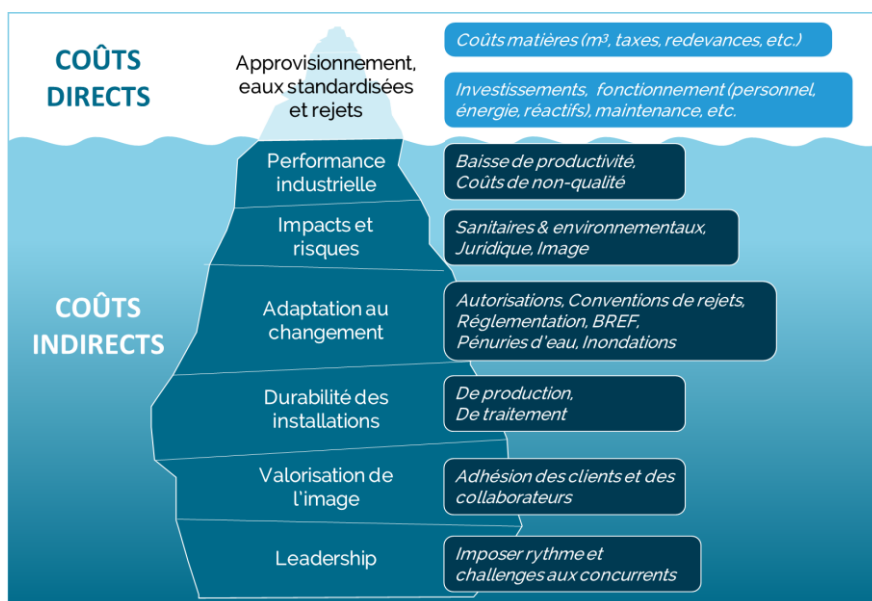 COÛTS
DIRECTS
Approvisionnement,
eaux standardisées
et rejets
Coûts matières (m³, taxes, redevances, etc.)
Investissements, fonctionnement (personnel,
énergie, réactifs), maintenance, etc.
COÛTS
INDIRECTS
Performance
industrielle
Baisse de productivité,
Coûts de non-qualité
Impacts et
risques
Sanitaires & environnementaux,
Juridique, Image
Adaptation au
changement
Autorisations, Conventions de rejets,
Réglementation, BREF,
Pénuries d'eau, Inondations
Durabilité des
installations
De production,
De traitement
Valorisation de
l'image
Adhésion des clients et des
collaborateurs
Leadership
Imposer rythme et
challenges aux concurrents